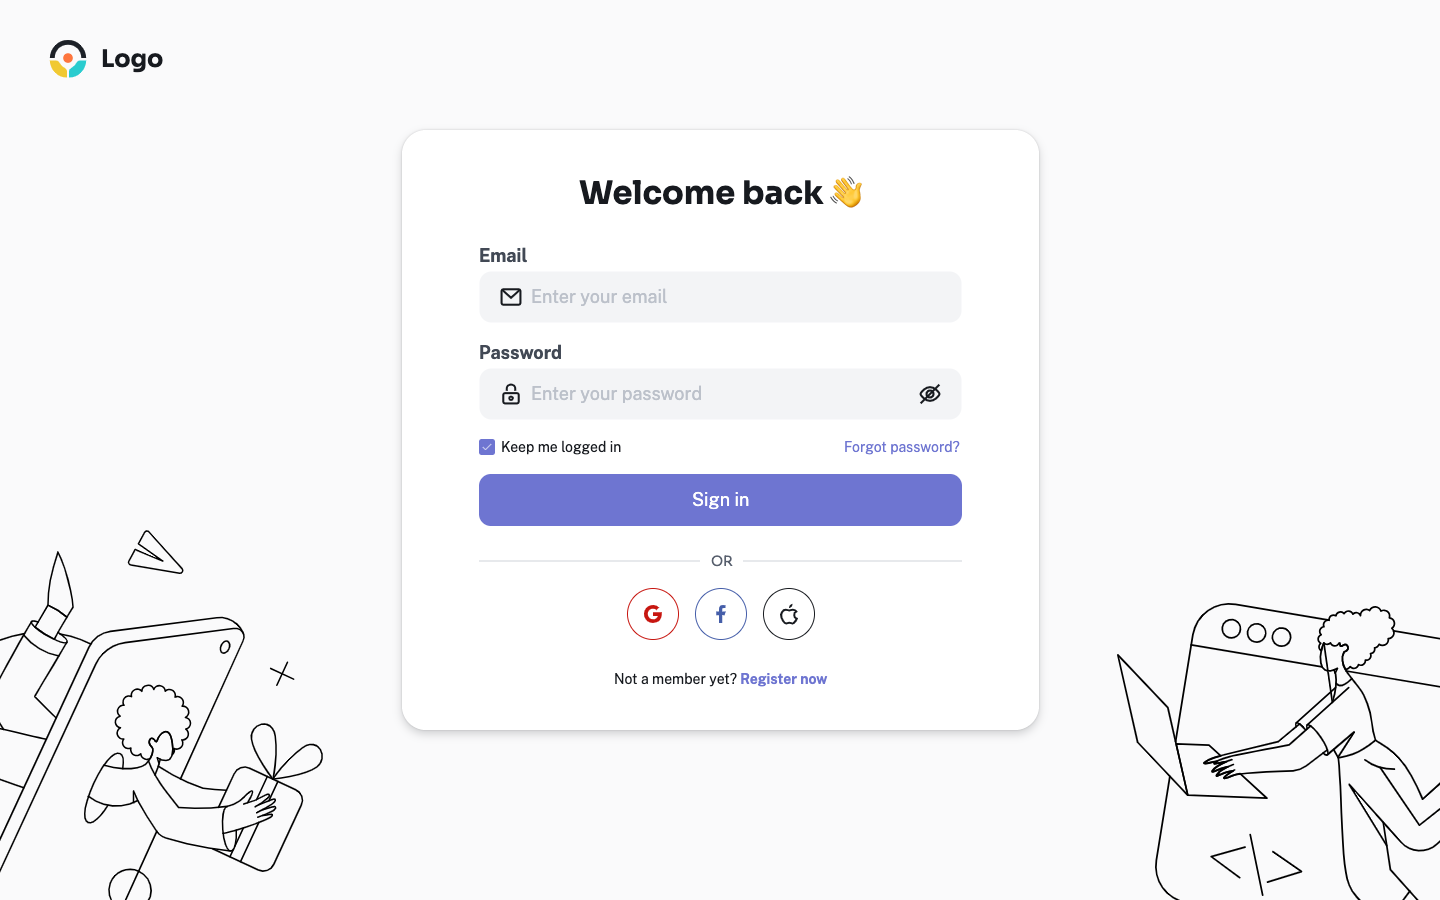 Logo
Welcome back 👋
Email
Enter your email
Password
Enter your password
Keep me logged in
Forgot password?
Sign in
OR
Not a member yet? Register now